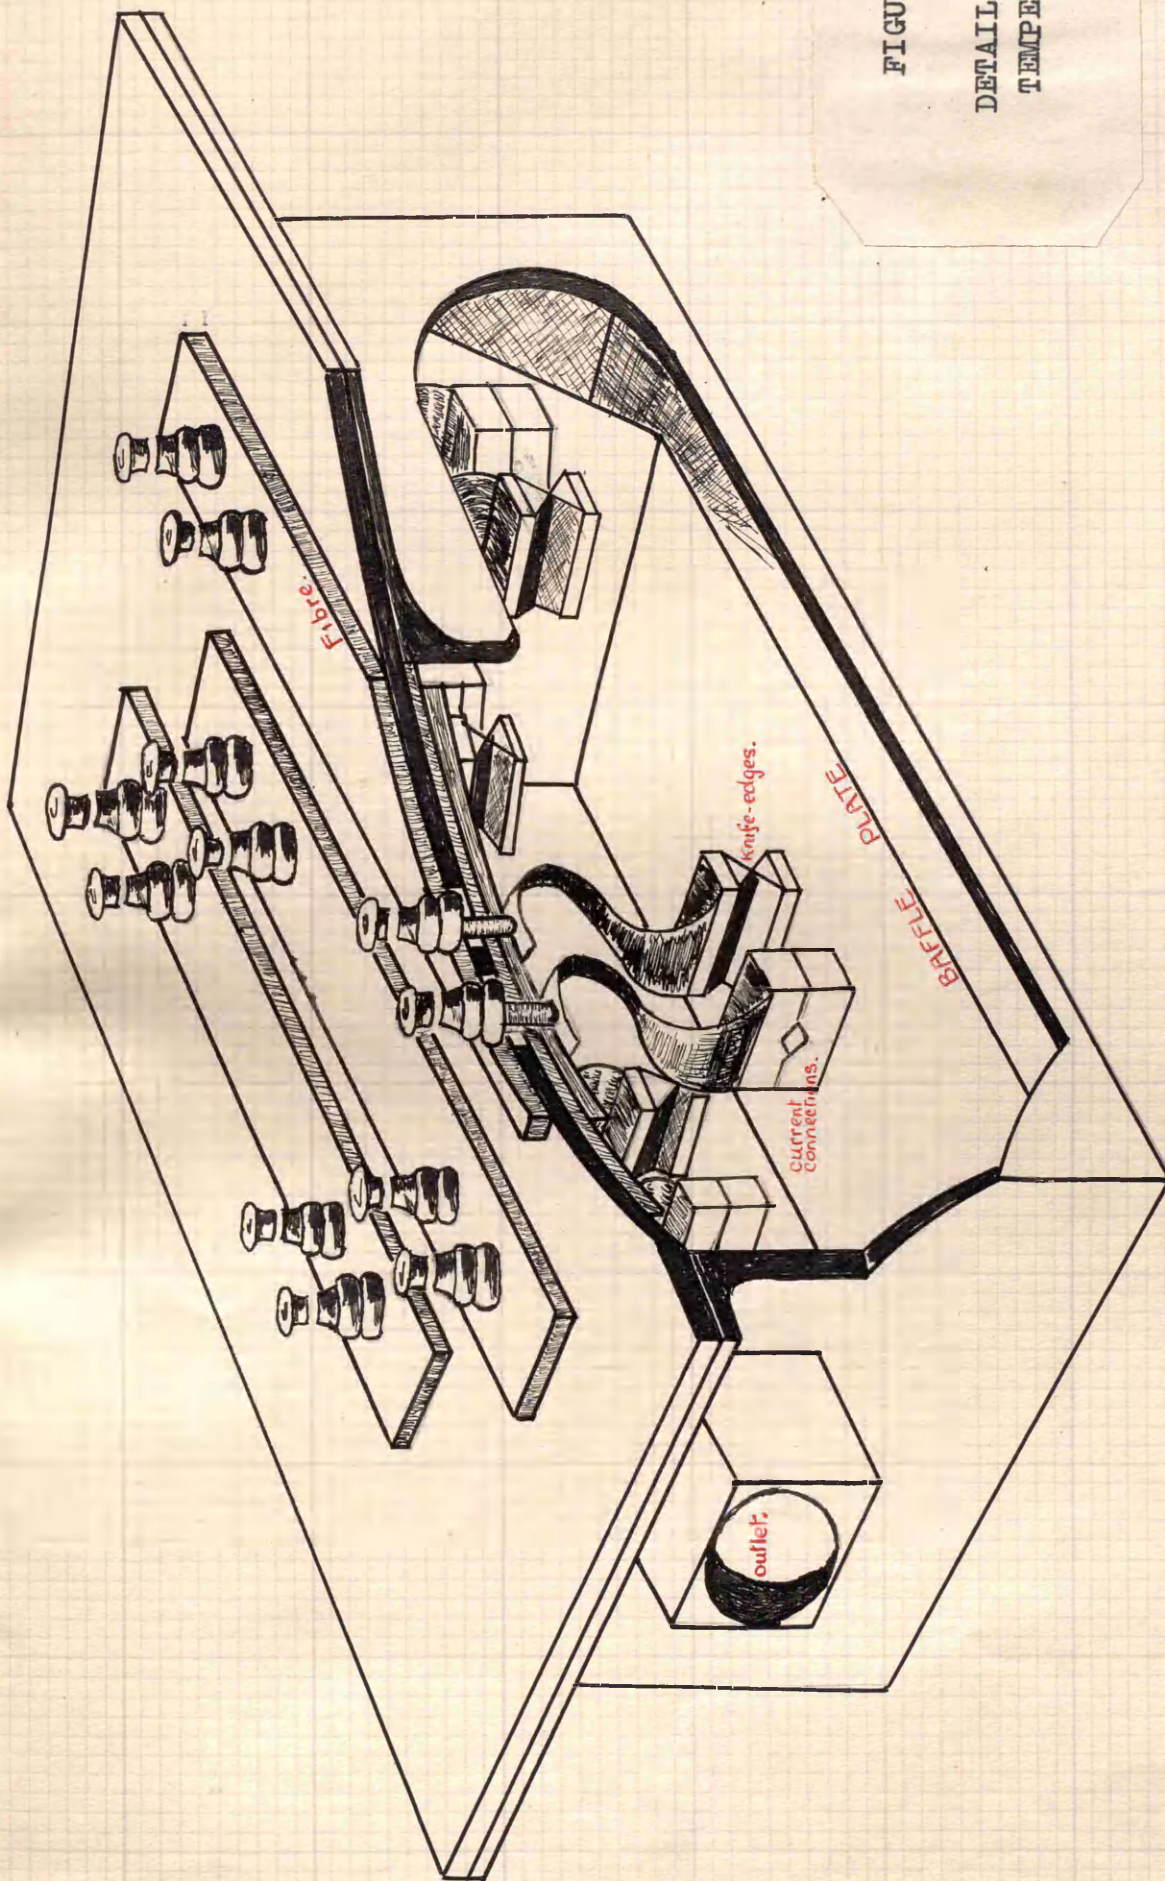 FIGU
DETAIL
TEMPE
Fibre.
Knife-edges.
BAFFLE PLATE
Current
Connections.
outlet.